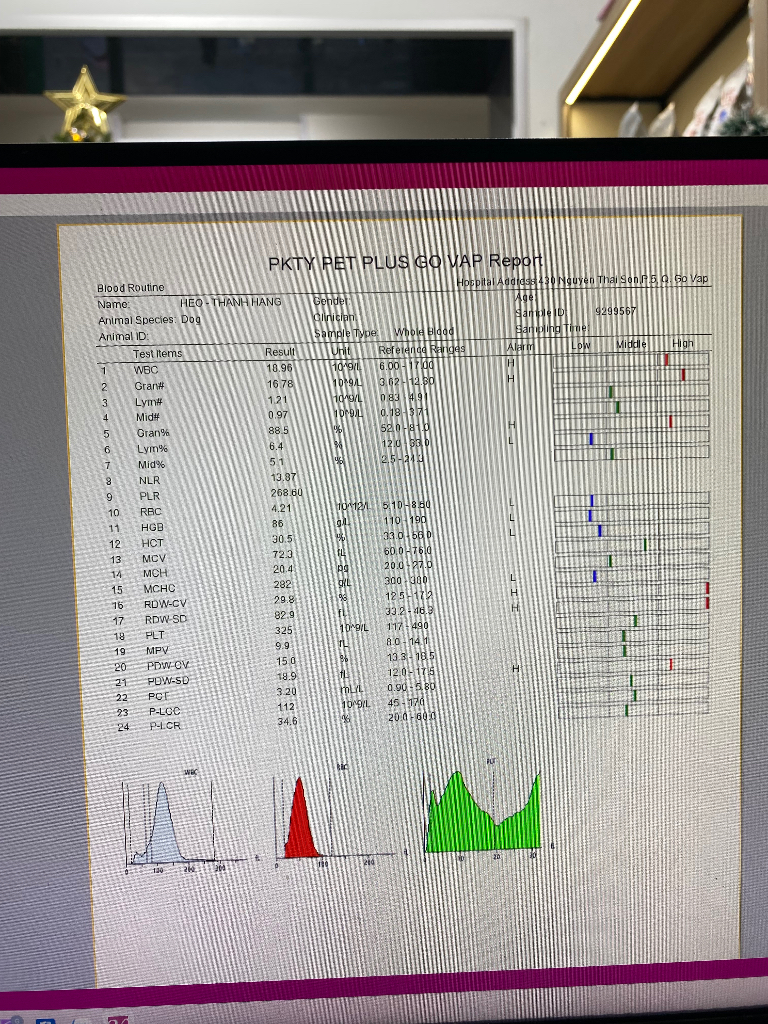 PKTY PET PLUS GO VAP Report
Blood Routine Hospital Address:430 Nguyen Thai Son,P.5, Q. Go Vap
Name: HEO - THANH HANG Gender: Age:
Animal Species: Dog Clinician: Sample ID: 9299567
Animal ID: Sample Type: Whole Blood Sampling Time:
Test Items Result Unit Reference Ranges Alarm Low Middle High
1 WBC 18.96 10^9/L 6.00 - 17.00 H
2 Gran# 16.78 10^9/L 3.62 - 12.30 H
3 Lym# 1.21 10^9/L 0.83 - 4.91
4 Mid# 0.97 10^9/L 0.18 - 3.71
5 Gran% 88.5 % 52.0 - 81.0 H
6 Lym% 6.4 % 12.0 - 33.0 L
7 Mid% 5.1 % 2.5 - 24.3
8 NLR 13.87
9 PLR 268.60
10 RBC 4.21 10^12/L 5.10 - 8.50 L
11 HGB 86 g/L 110 - 190 L
12 HCT 30.5 % 33.0 - 56.0 L
13 MCV 72.3 fL 60.0 - 76.0
14 MCH 20.4 pg 20.0 - 27.0
15 MCHC 282 g/L 300 - 380 L
16 RDW-CV 29.8 % 12.5 - 17.2 H
17 RDW-SD 82.9 fL 33.2 - 46.3 H
18 PLT 325 10^9/L 117 - 490
19 MPV 9.9 fL 8.0 - 14.1
20 PDW-CV 15.0 % 13.3 - 18.5
21 PDW-SD 18.9 fL 12.0 - 17.5 H
22 PCT 3.20 mL/L 0.90 - 5.80
23 P-LCC 112 10^9/L 45 - 170
24 P-LCR 34.6 % 20.0 - 60.0
WBC RBC PLT
0 100 200 300 fL
0 100 200 fL
10 20 30 fL